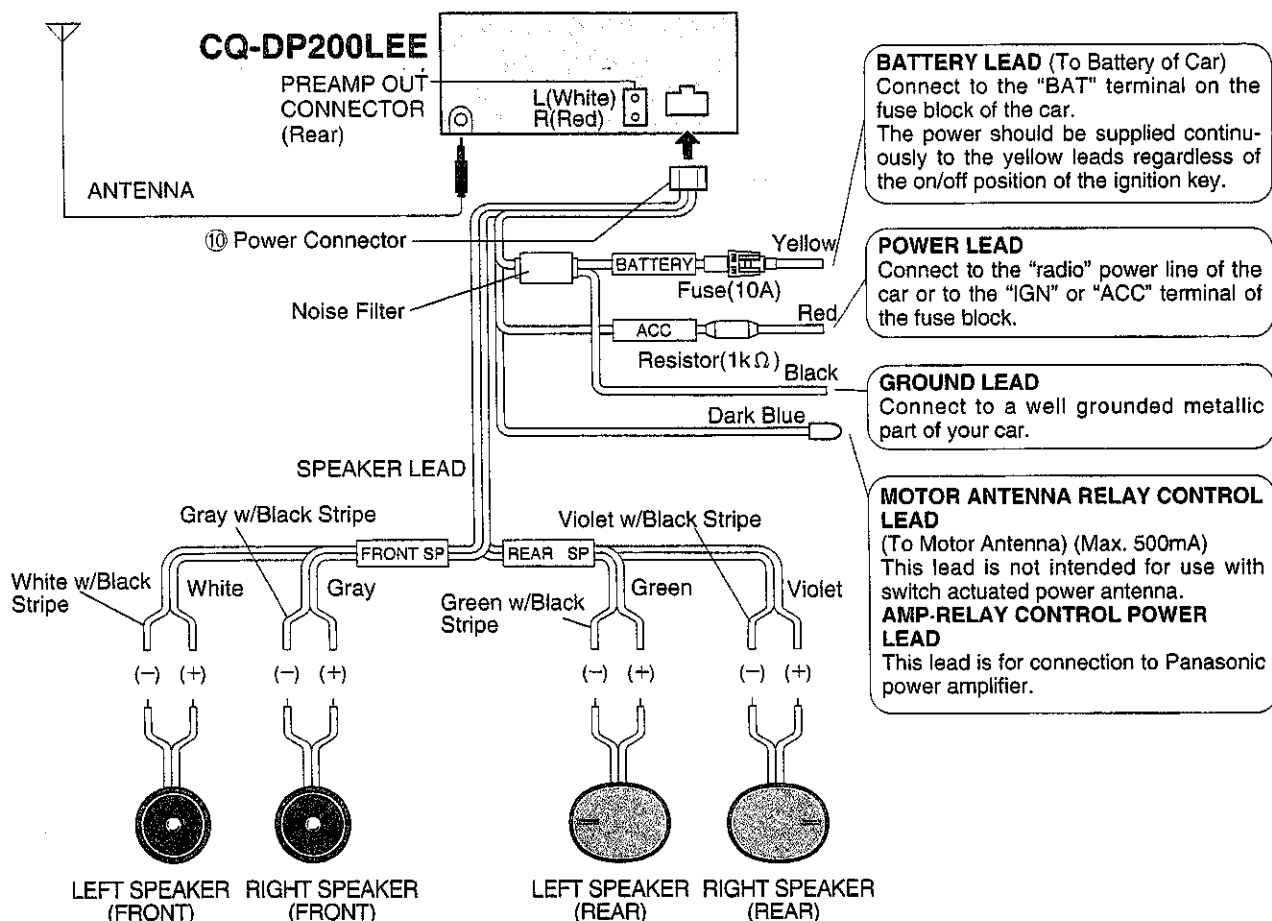 CQ-DP200LEE
PREAMP OUT
CONNECTOR
(Rear)
L(White)
R(Red)
ANTENNA
⑩ Power Connector
Noise Filter
BATTERY
Yellow
Fuse(10A)
ACC
Red
Resistor(1kΩ)
Black
Dark Blue
BATTERY LEAD (To Battery of Car)
Connect to the “BAT” terminal on the
fuse block of the car.
The power should be supplied continu-
ously to the yellow leads regardless of
the on/off position of the ignition key.
POWER LEAD
Connect to the “radio” power line of the
car or to the “IGN” or “ACC” terminal of
the fuse block.
GROUND LEAD
Connect to a well grounded metallic
part of your car.
MOTOR ANTENNA RELAY CONTROL
LEAD
(To Motor Antenna) (Max. 500mA)
This lead is not intended for use with
switch actuated power antenna.
AMP-RELAY CONTROL POWER
LEAD
This lead is for connection to Panasonic
power amplifier.
SPEAKER LEAD
Gray w/Black Stripe
Violet w/Black Stripe
FRONT SP
REAR SP
White w/Black
Stripe
White
Gray
Green w/Black
Stripe
Green
Violet
(−) (+)
(−) (+)
(−) (+)
(−) (+)
LEFT SPEAKER
(FRONT)
RIGHT SPEAKER
(FRONT)
LEFT SPEAKER
(REAR)
RIGHT SPEAKER
(REAR)